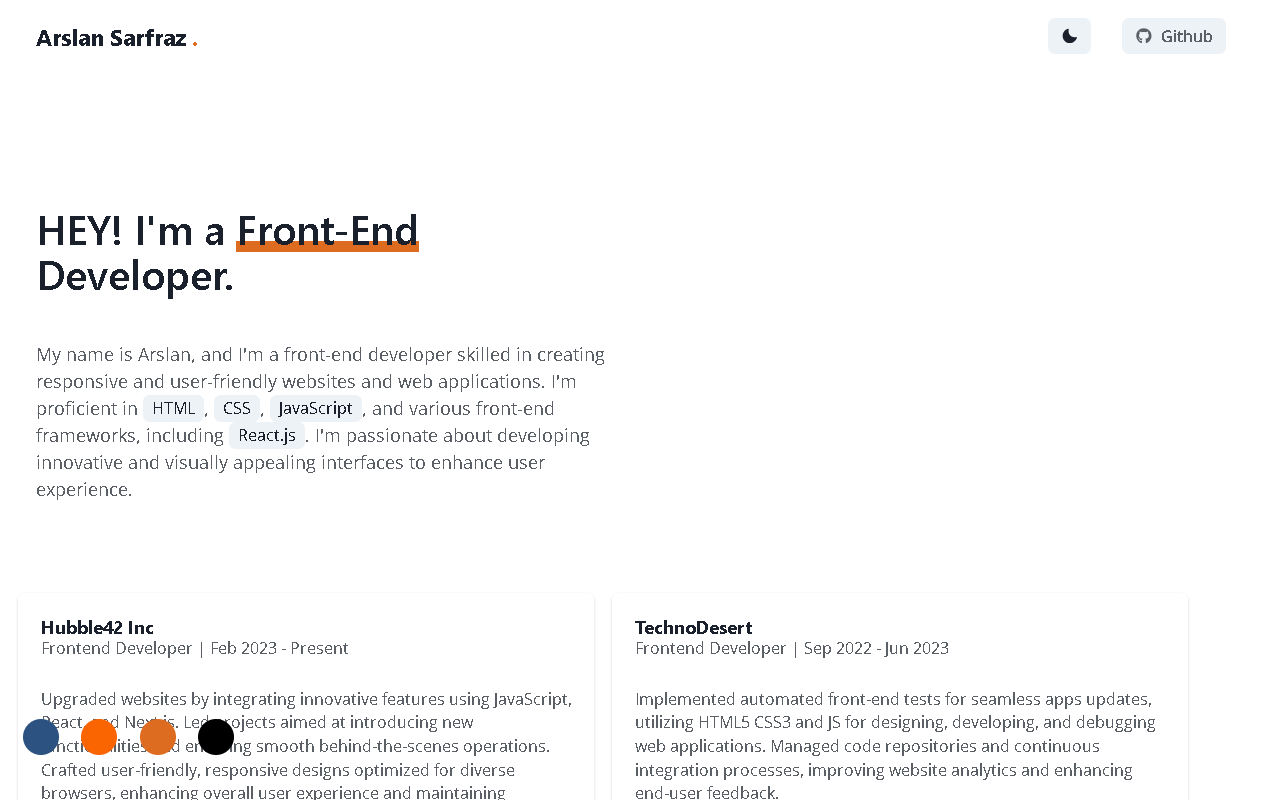 Arslan Sarfraz .
Github
HEY! I'm a Front-End
Developer.
My name is Arslan, and I'm a front-end developer skilled in creating
responsive and user-friendly websites and web applications. I'm
proficient in HTML , CSS , JavaScript , and various front-end
frameworks, including React.js . I'm passionate about developing
innovative and visually appealing interfaces to enhance user
experience.
Hubble42 Inc
Frontend Developer | Feb 2023 - Present
Upgraded websites by integrating innovative features using JavaScript,
React, and Next.js. Led projects aimed at introducing new
smooth behind-the-scenes operations.
Crafted user-friendly, responsive designs optimized for diverse
browsers, enhancing overall user experience and maintaining
TechnoDesert
Frontend Developer | Sep 2022 - Jun 2023
Implemented automated front-end tests for seamless apps updates,
utilizing HTML5 CSS3 and JS for designing, developing, and debugging
web applications. Managed code repositories and continuous
integration processes, improving website analytics and enhancing
end-user feedback.